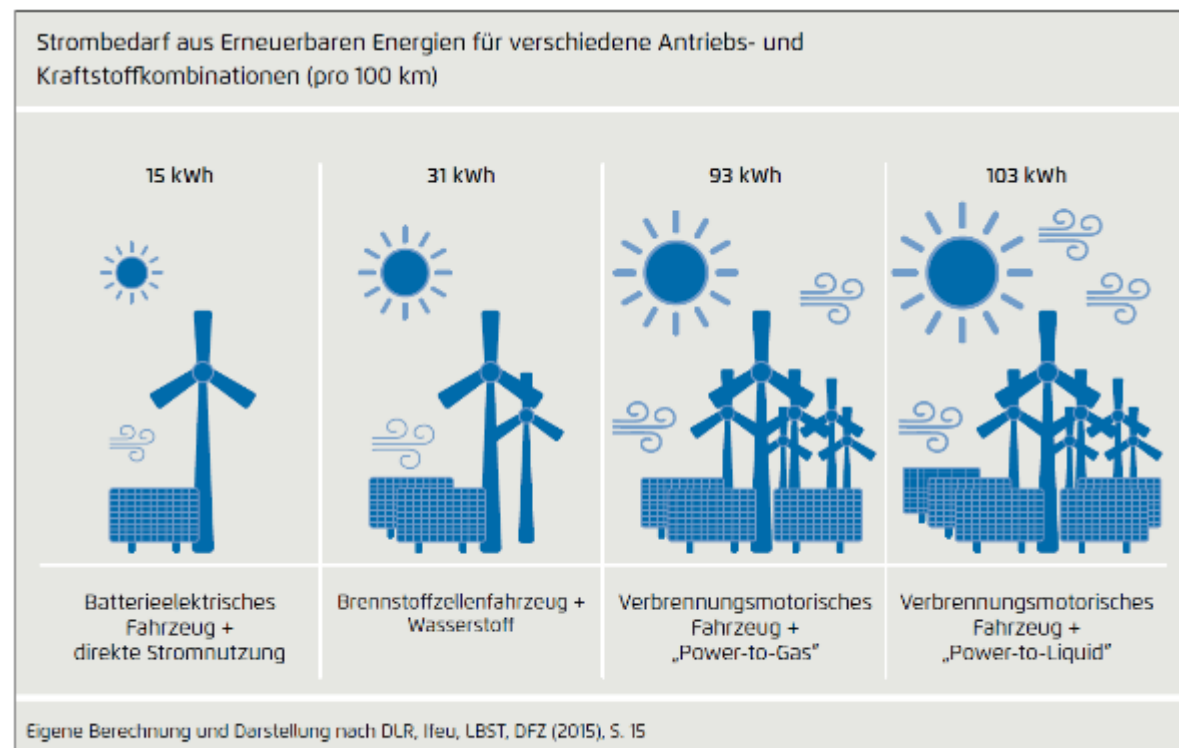 Strombedarf aus Erneuerbaren Energien für verschiedene Antriebs- und
Kraftstoffkombinationen (pro 100 km)
15 kWh
31 kWh
93 kWh
103 kWh
Batterieelektrisches
Fahrzeug +
direkte Stromnutzung
Brennstoffzellenfahrzeug +
Wasserstoff
Verbrennungsmotorisches
Fahrzeug +
„Power-to-Gas”
Verbrennungsmotorisches
Fahrzeug +
„Power-to-Liquid”
Eigene Berechnung und Darstellung nach DLR, Ifeu, LBST, DFZ (2015), S. 15